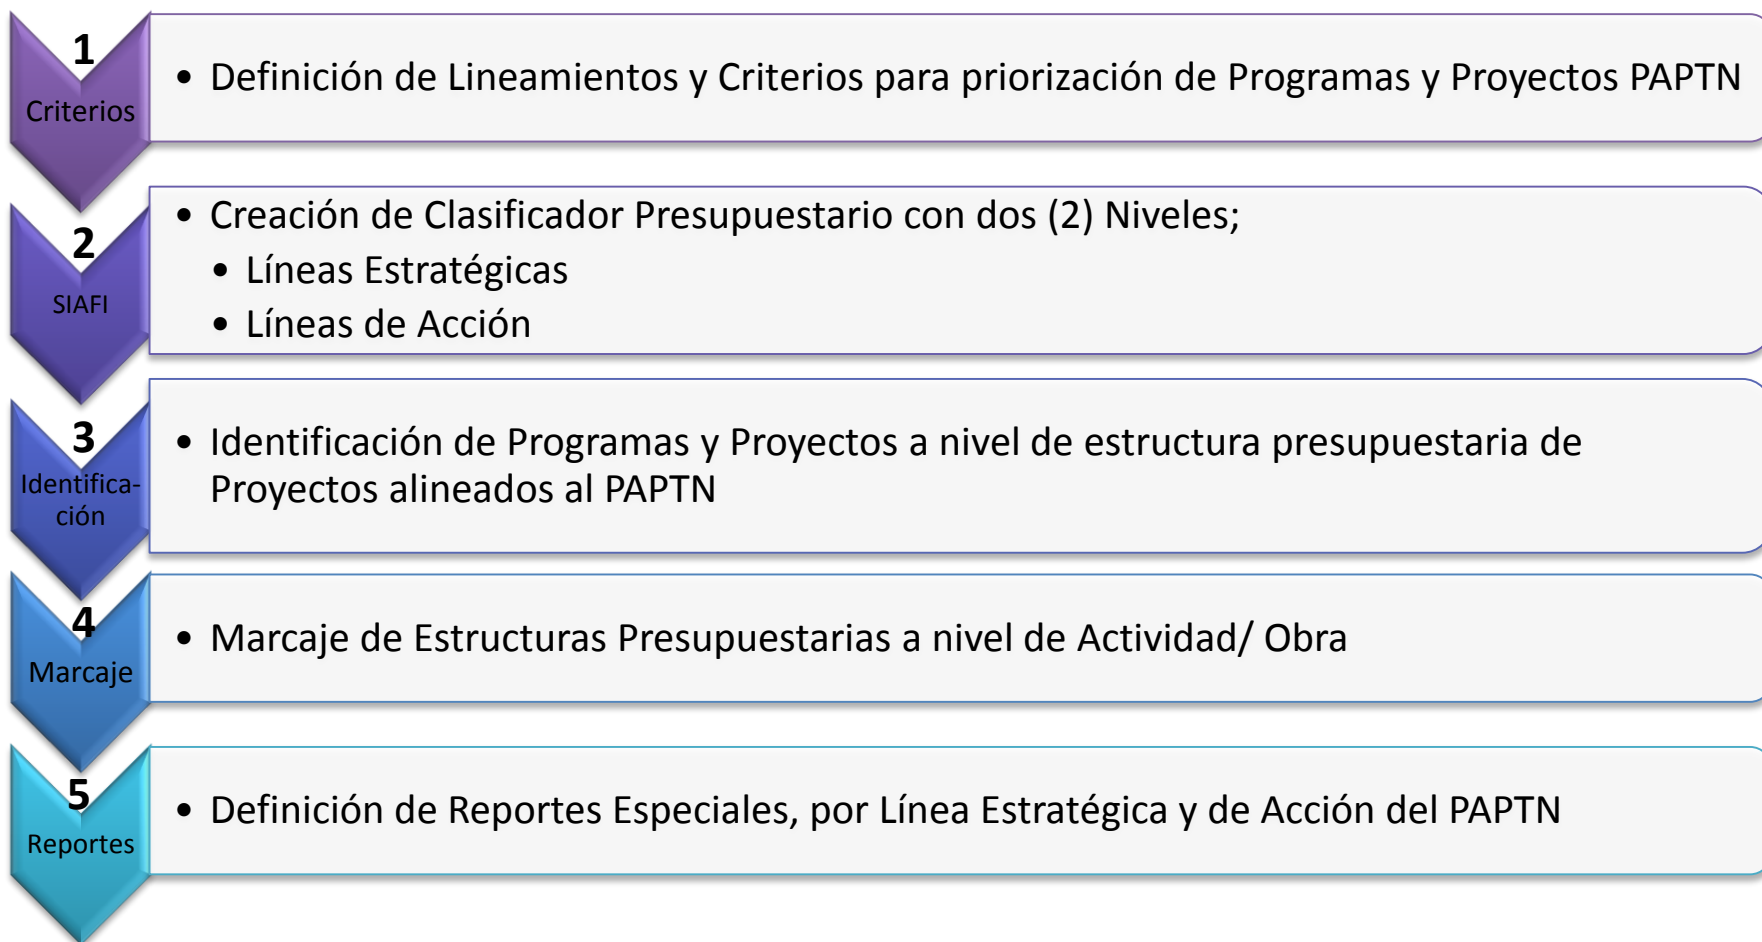 1
Criterios
• Definición de Lineamientos y Criterios para priorización de Programas y Proyectos PAPTN
2
SIAFI
• Creación de Clasificador Presupuestario con dos (2) Niveles;
• Líneas Estratégicas
• Líneas de Acción
3
Identifica-
ción
• Identificación de Programas y Proyectos a nivel de estructura presupuestaria de
Proyectos alineados al PAPTN
4
Marcaje
• Marcaje de Estructuras Presupuestarias a nivel de Actividad/ Obra
5
Reportes
• Definición de Reportes Especiales, por Línea Estratégica y de Acción del PAPTN